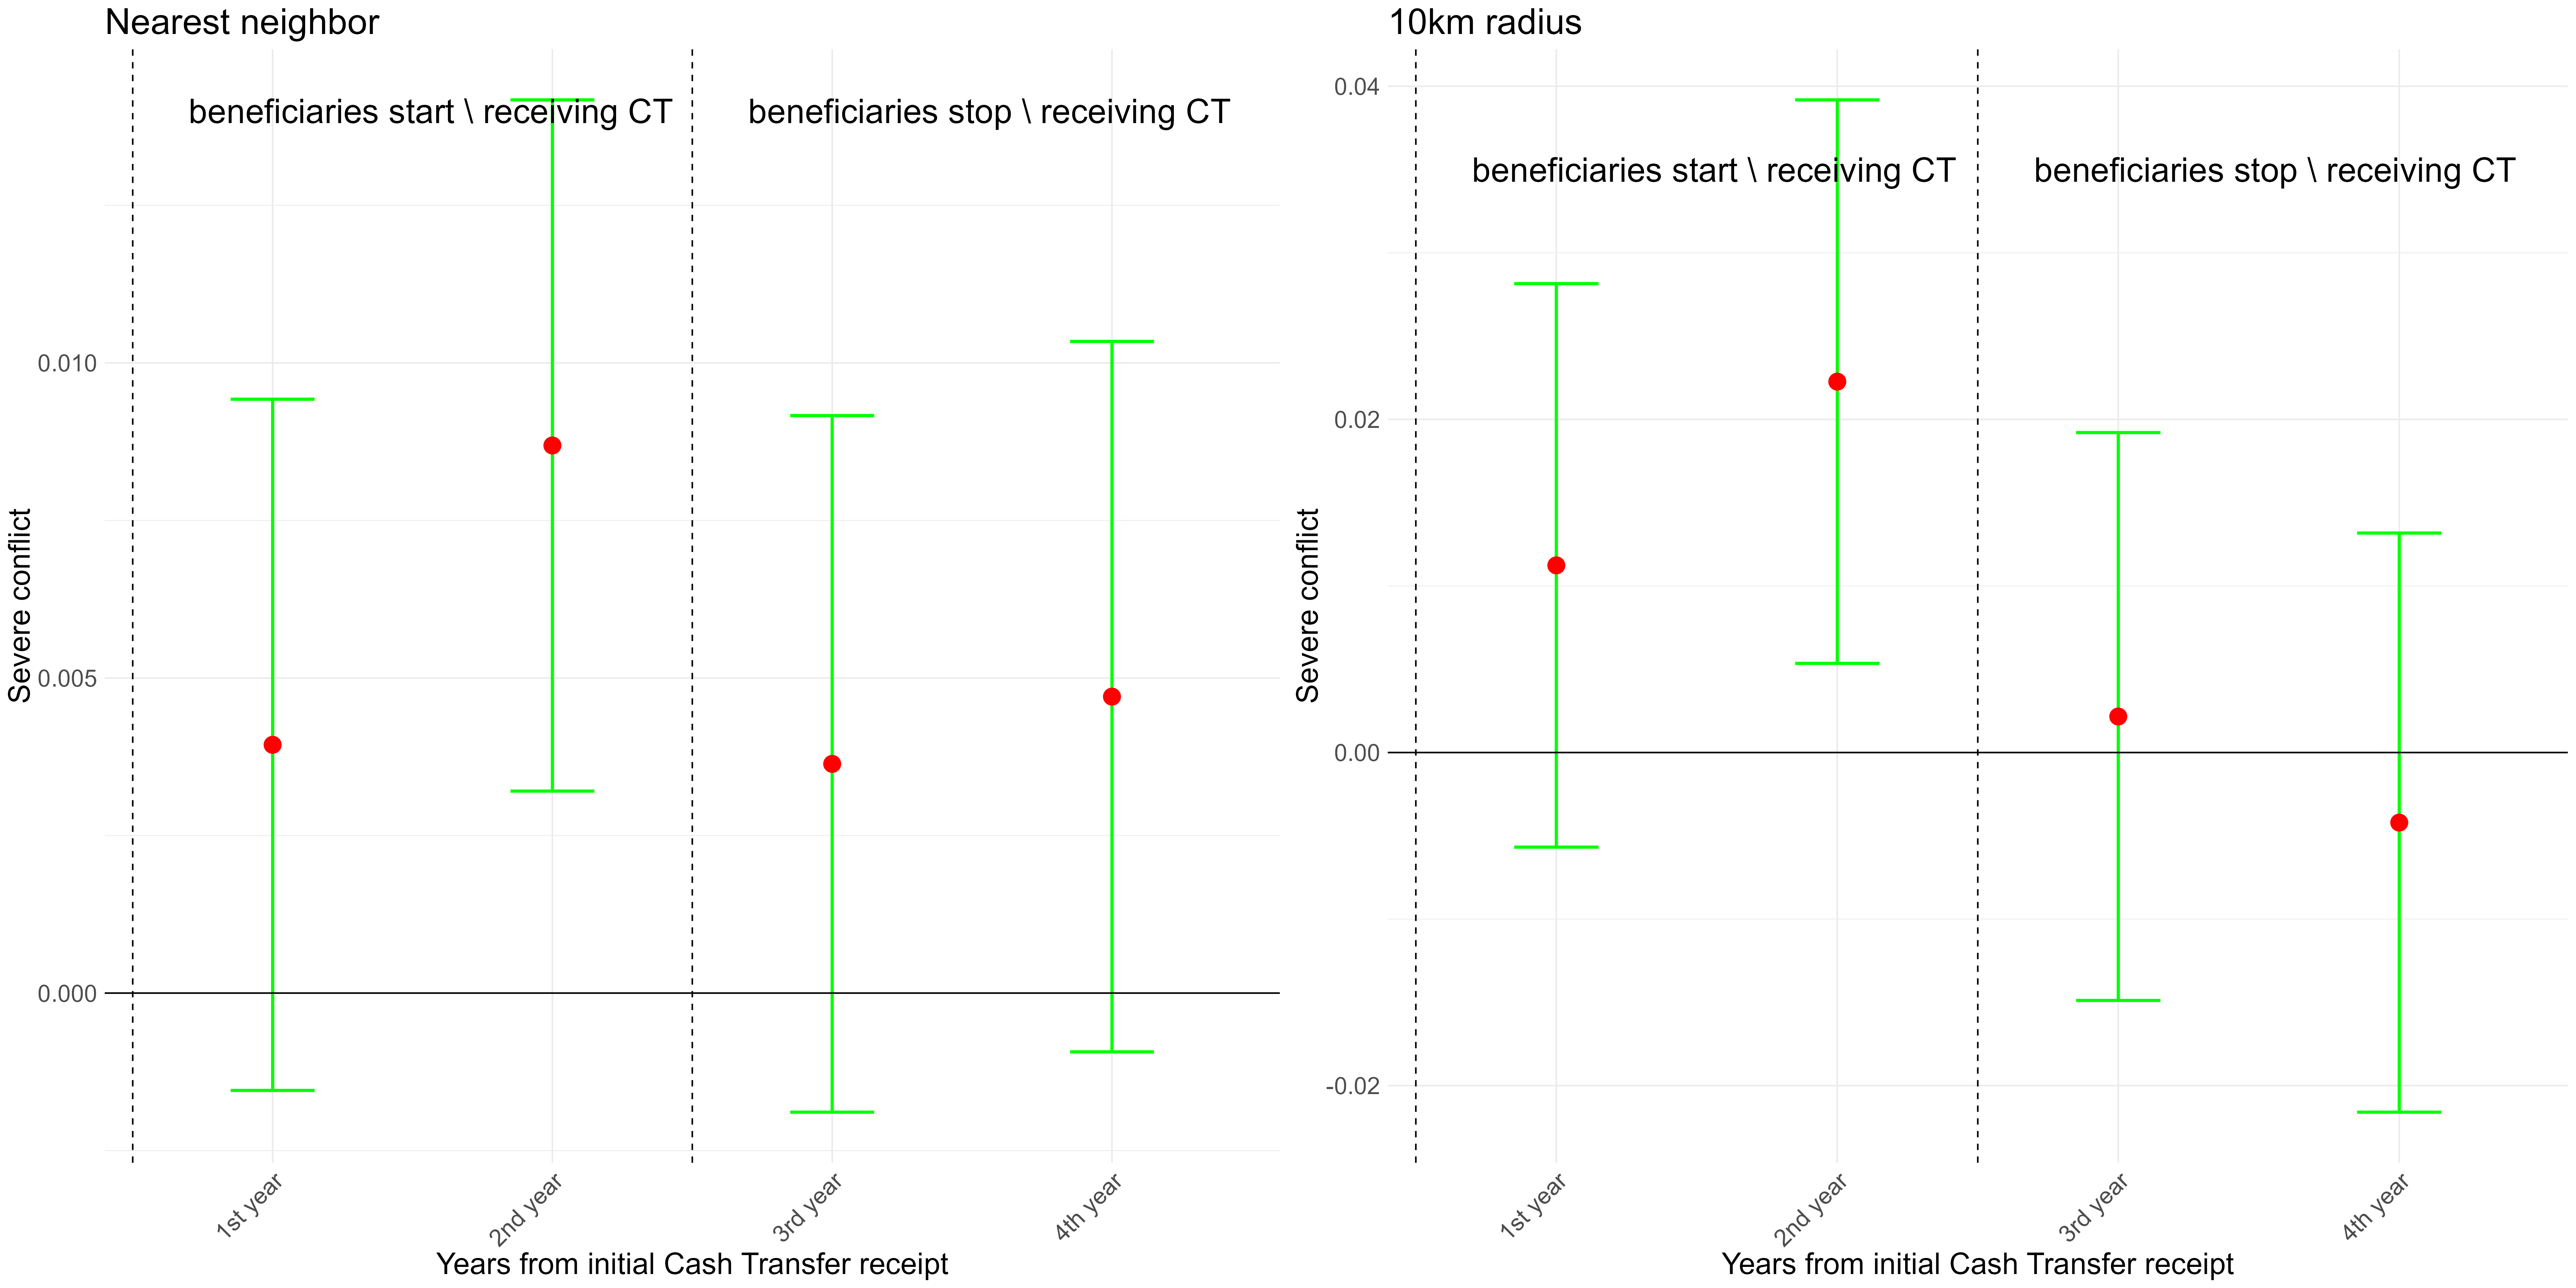 Nearest neighbor
beneficiaries start \ receiving CT
beneficiaries stop \ receiving CT
0.010
0.005
0.000
Severe conflict
1st year
2nd year
3rd year
4th year
Years from initial Cash Transfer receipt
10km radius
0.04
beneficiaries start \ receiving CT
beneficiaries stop \ receiving CT
0.02
0.00
-0.02
Severe conflict
1st year
2nd year
3rd year
4th year
Years from initial Cash Transfer receipt